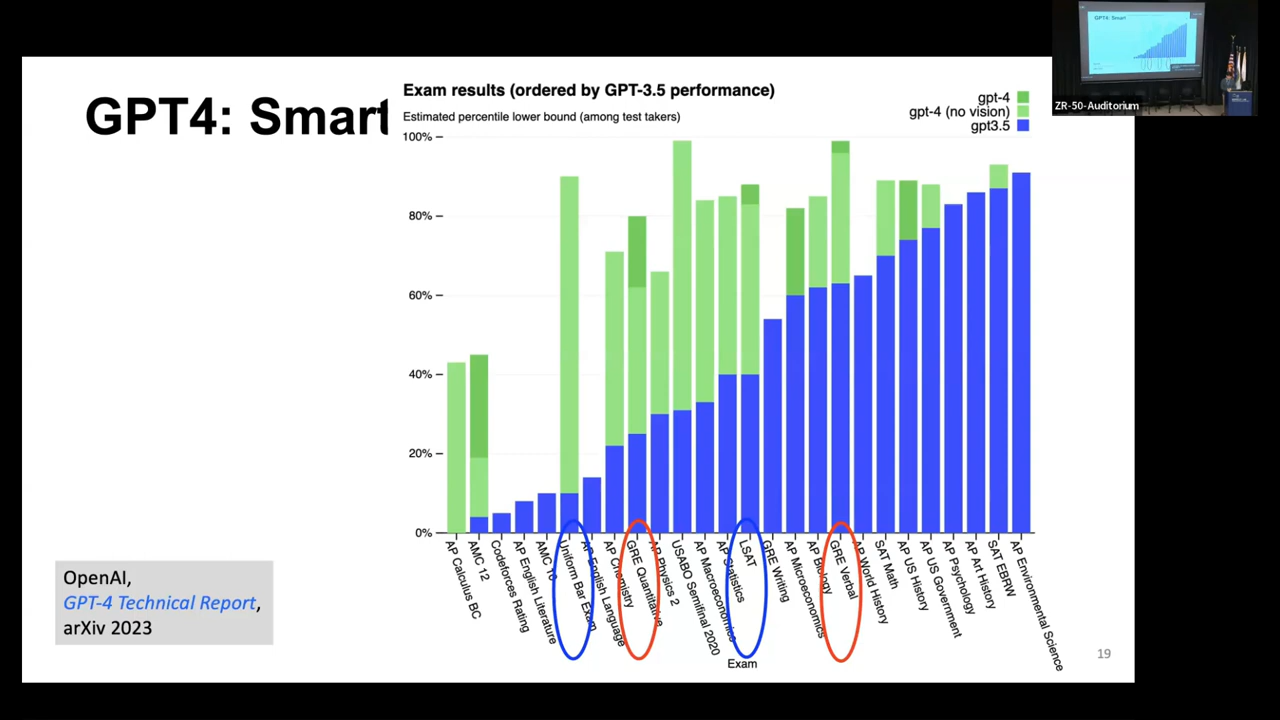 GPT4: Smart
Exam results (ordered by GPT-3.5 performance)
Estimated percentile lower bound (among test takers)
gpt-4
gpt-4 (no vision)
gpt3.5
100%
80%
60%
40%
20%
0%
AP Calculus BC
AMC 12
Codeforces Rating
AP English Literature
AMC 10
Uniform Bar Exam
AP English Language
AP Chemistry
GRE Quantitative
AP Physics 2
USABO Semifinal 2020
AP Macroeconomics
AP Statistics
LSAT
GRE Writing
AP Microeconomics
AP Biology
GRE Verbal
AP World History
SAT Math
AP US History
AP US Government
AP Psychology
AP Art History
SAT EBRW
AP Environmental Science
Exam
OpenAI,
GPT-4 Technical Report,
arXiv 2023
19
GPT4: Smart
ZR-50-Auditorium